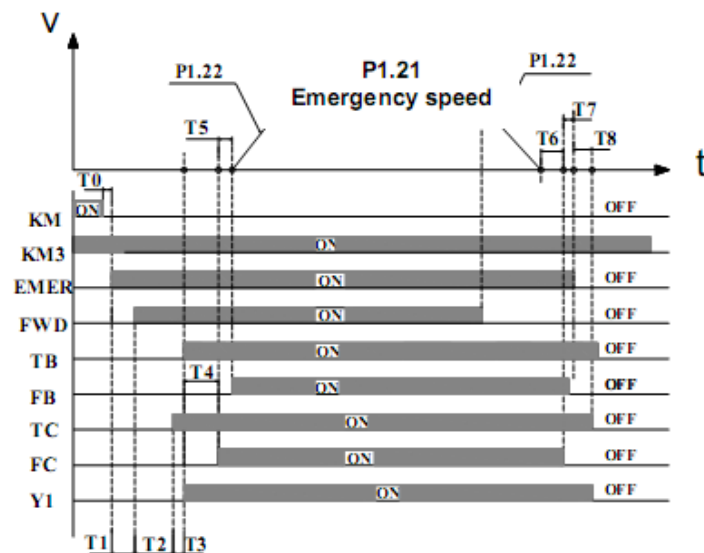 V
P1.22
P1.21
Emergency speed
P1.22
T5
T7
T6
T8
t
T0
KM
ON
OFF
KM3
ON
EMER
ON
OFF
FWD
ON
TB
ON
OFF
T4
FB
ON
OFF
TC
ON
OFF
FC
ON
OFF
Y1
ON
OFF
T1
T2
T3